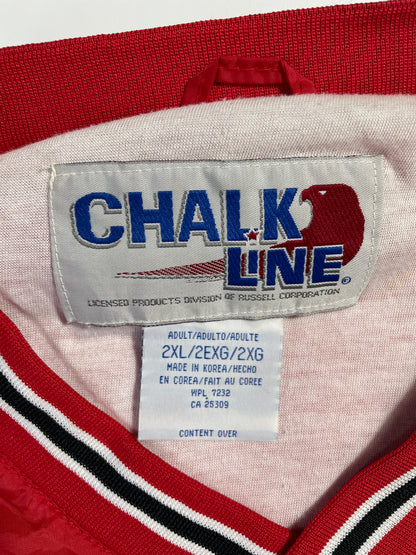 CHALK
LINE®
LICENSED PRODUCTS DIVISION OF RUSSELL CORPORATION
ADULT/ADULTO/ADULTE
2XL/2EXG/2XG
MADE IN KOREA/HECHO
EN COREA/FAIT AU COREE
WPL 7232
CA 25309
CONTENT OVER